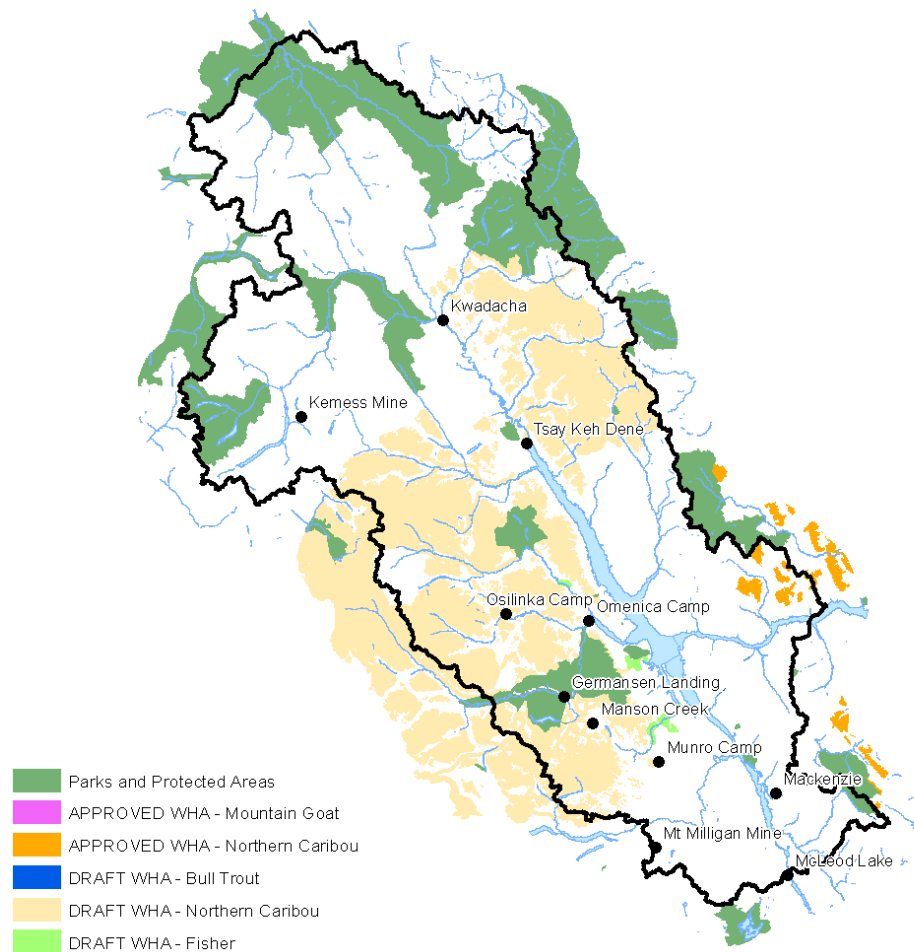 Kwadacha
Kemess Mine
Tsay Keh Dene
Osilinka Camp
Omenica Camp
Germansen Landing
Manson Creek
Munro Camp
Mackenzie
Mt Milligan Mine
McLeod Lake
Parks and Protected Areas
APPROVED WHA - Mountain Goat
APPROVED WHA - Northern Caribou
DRAFT WHA - Bull Trout
DRAFT WHA - Northern Caribou
DRAFT WHA - Fisher